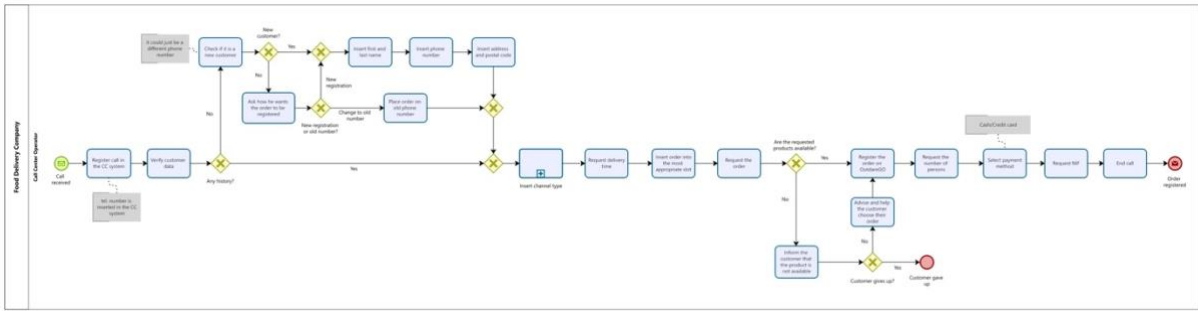 Food Delivery Company
Call Center Operator
Call
received
Register call in
the CC system
tel. number is
inserted in the CC
system
Verify customer
data
Any history?
No
Yes
It could just be a
different phone
number
Check if it is a
new customer
New
customer?
Yes
No
Ask how he wants
the order to be
registered
New registration
or old number?
New
registration
Change to old
number
Insert first and
last name
Insert phone
number
Insert address
and postal code
Place order on
old phone
number
Insert channel type
Request delivery
time
Insert order into
the most
appropriate slot
Request the
order
Are the requested
products available?
Yes
No
Inform the
customer that
the product is
not available
Customer gives up?
Yes
Customer gave
up
No
Advise and help
the customer
choose their
order
Register the
order on
Request the
number of
persons
Cash/Credit card
Select payment
method
Request NIF
End call
Order
registered